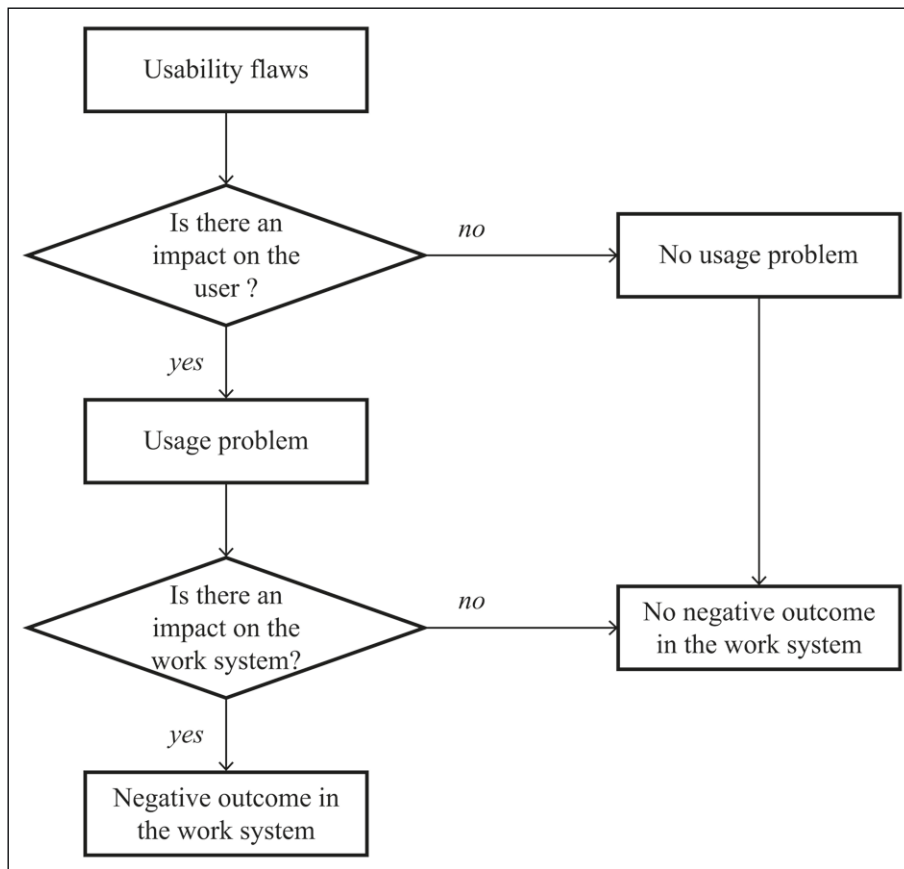 Usability flaws
Is there an
impact on the
user ?
no
No usage problem
yes
Usage problem
Is there an
impact on the
work system?
no
No negative outcome
in the work system
yes
Negative outcome in
the work system